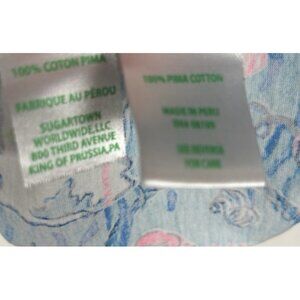 100% COTON PIMA
FABRIQUE AU PÉROU
SUGARTOWN
WORLDWIDE, LLC
800 THIRD AVENUE
KING OF PRUSSIA, PA
100% PIMA COTTON
MADE IN PERU
SEE REVERSE
FOR CARE